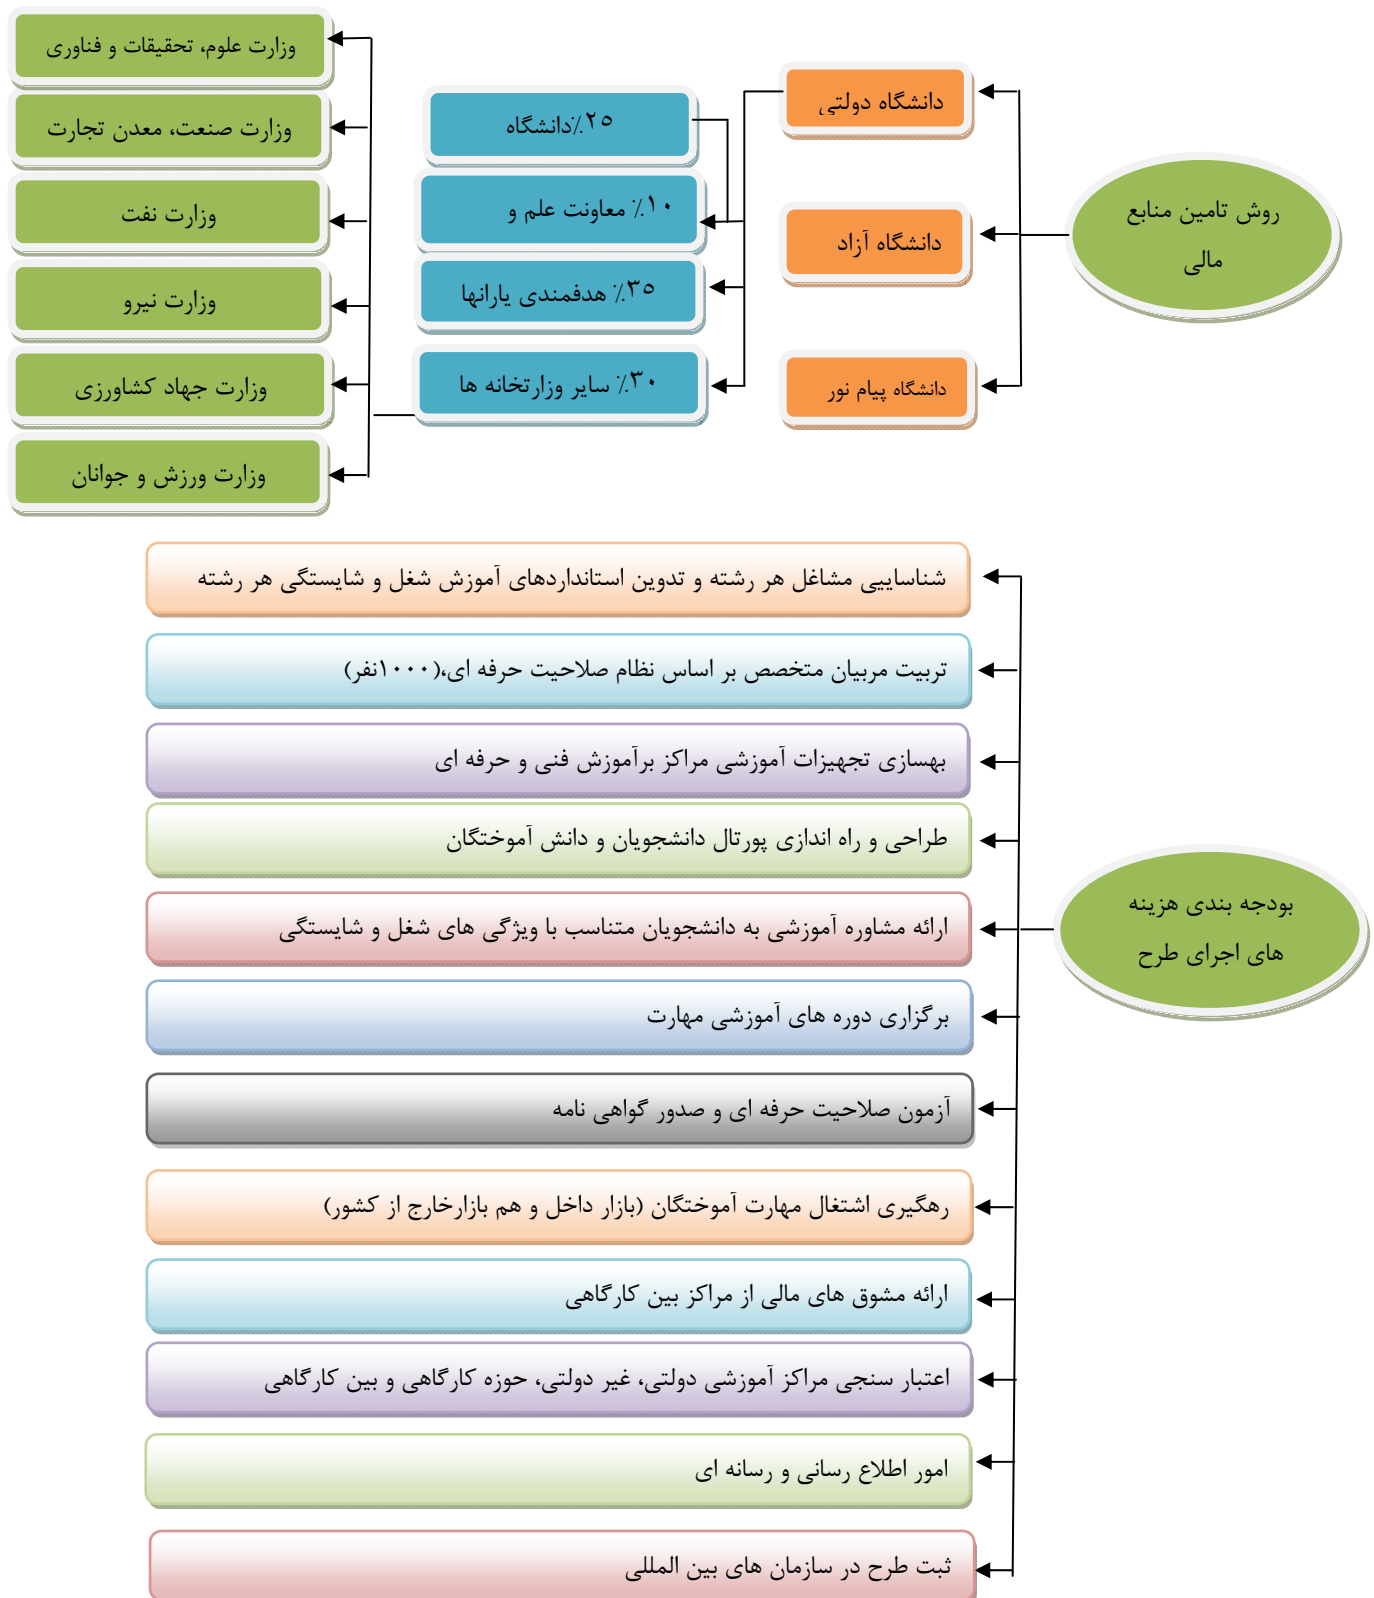 روش تامین منابع
مالی
دانشگاه دولتی
دانشگاه آزاد
دانشگاه پیام نور
۲۵٪دانشگاه
۱۰٪ معاونت علم و
۳۵٪ هدفمندی یارانها
۳۰٪ سایر وزارتخانه ها
وزارت علوم، تحقیقات و فناوری
وزارت صنعت، معدن تجارت
وزارت نفت
وزارت نیرو
وزارت جهاد کشاورزی
وزارت ورزش و جوانان
بودجه بندی هزینه
های اجرای طرح
شناساییی مشاغل هر رشته و تدوین استانداردهای آموزش شغل و شایستگی هر رشته
تربیت مربیان متخصص بر اساس نظام صلاحیت حرفه ای،(۱۰۰۰نفر)
بهسازی تجهیزات آموزشی مراکز برآموزش فنی و حرفه ای
طراحی و راه اندازی پورتال دانشجویان و دانش آموختگان
ارائه مشاوره آموزشی به دانشجویان متناسب با ویژگی های شغل و شایستگی
برگزاری دوره های آموزشی مهارت
آزمون صلاحیت حرفه ای و صدور گواهی نامه
رهگیری اشتغال مهارت آموختگان (بازار داخل و هم بازارخارج از کشور)
ارائه مشوق های مالی از مراکز بین کارگاهی
اعتبار سنجی مراکز آموزشی دولتی، غیر دولتی، حوزه کارگاهی و بین کارگاهی
امور اطلاع رسانی و رسانه ای
ثبت طرح در سازمان های بین المللی